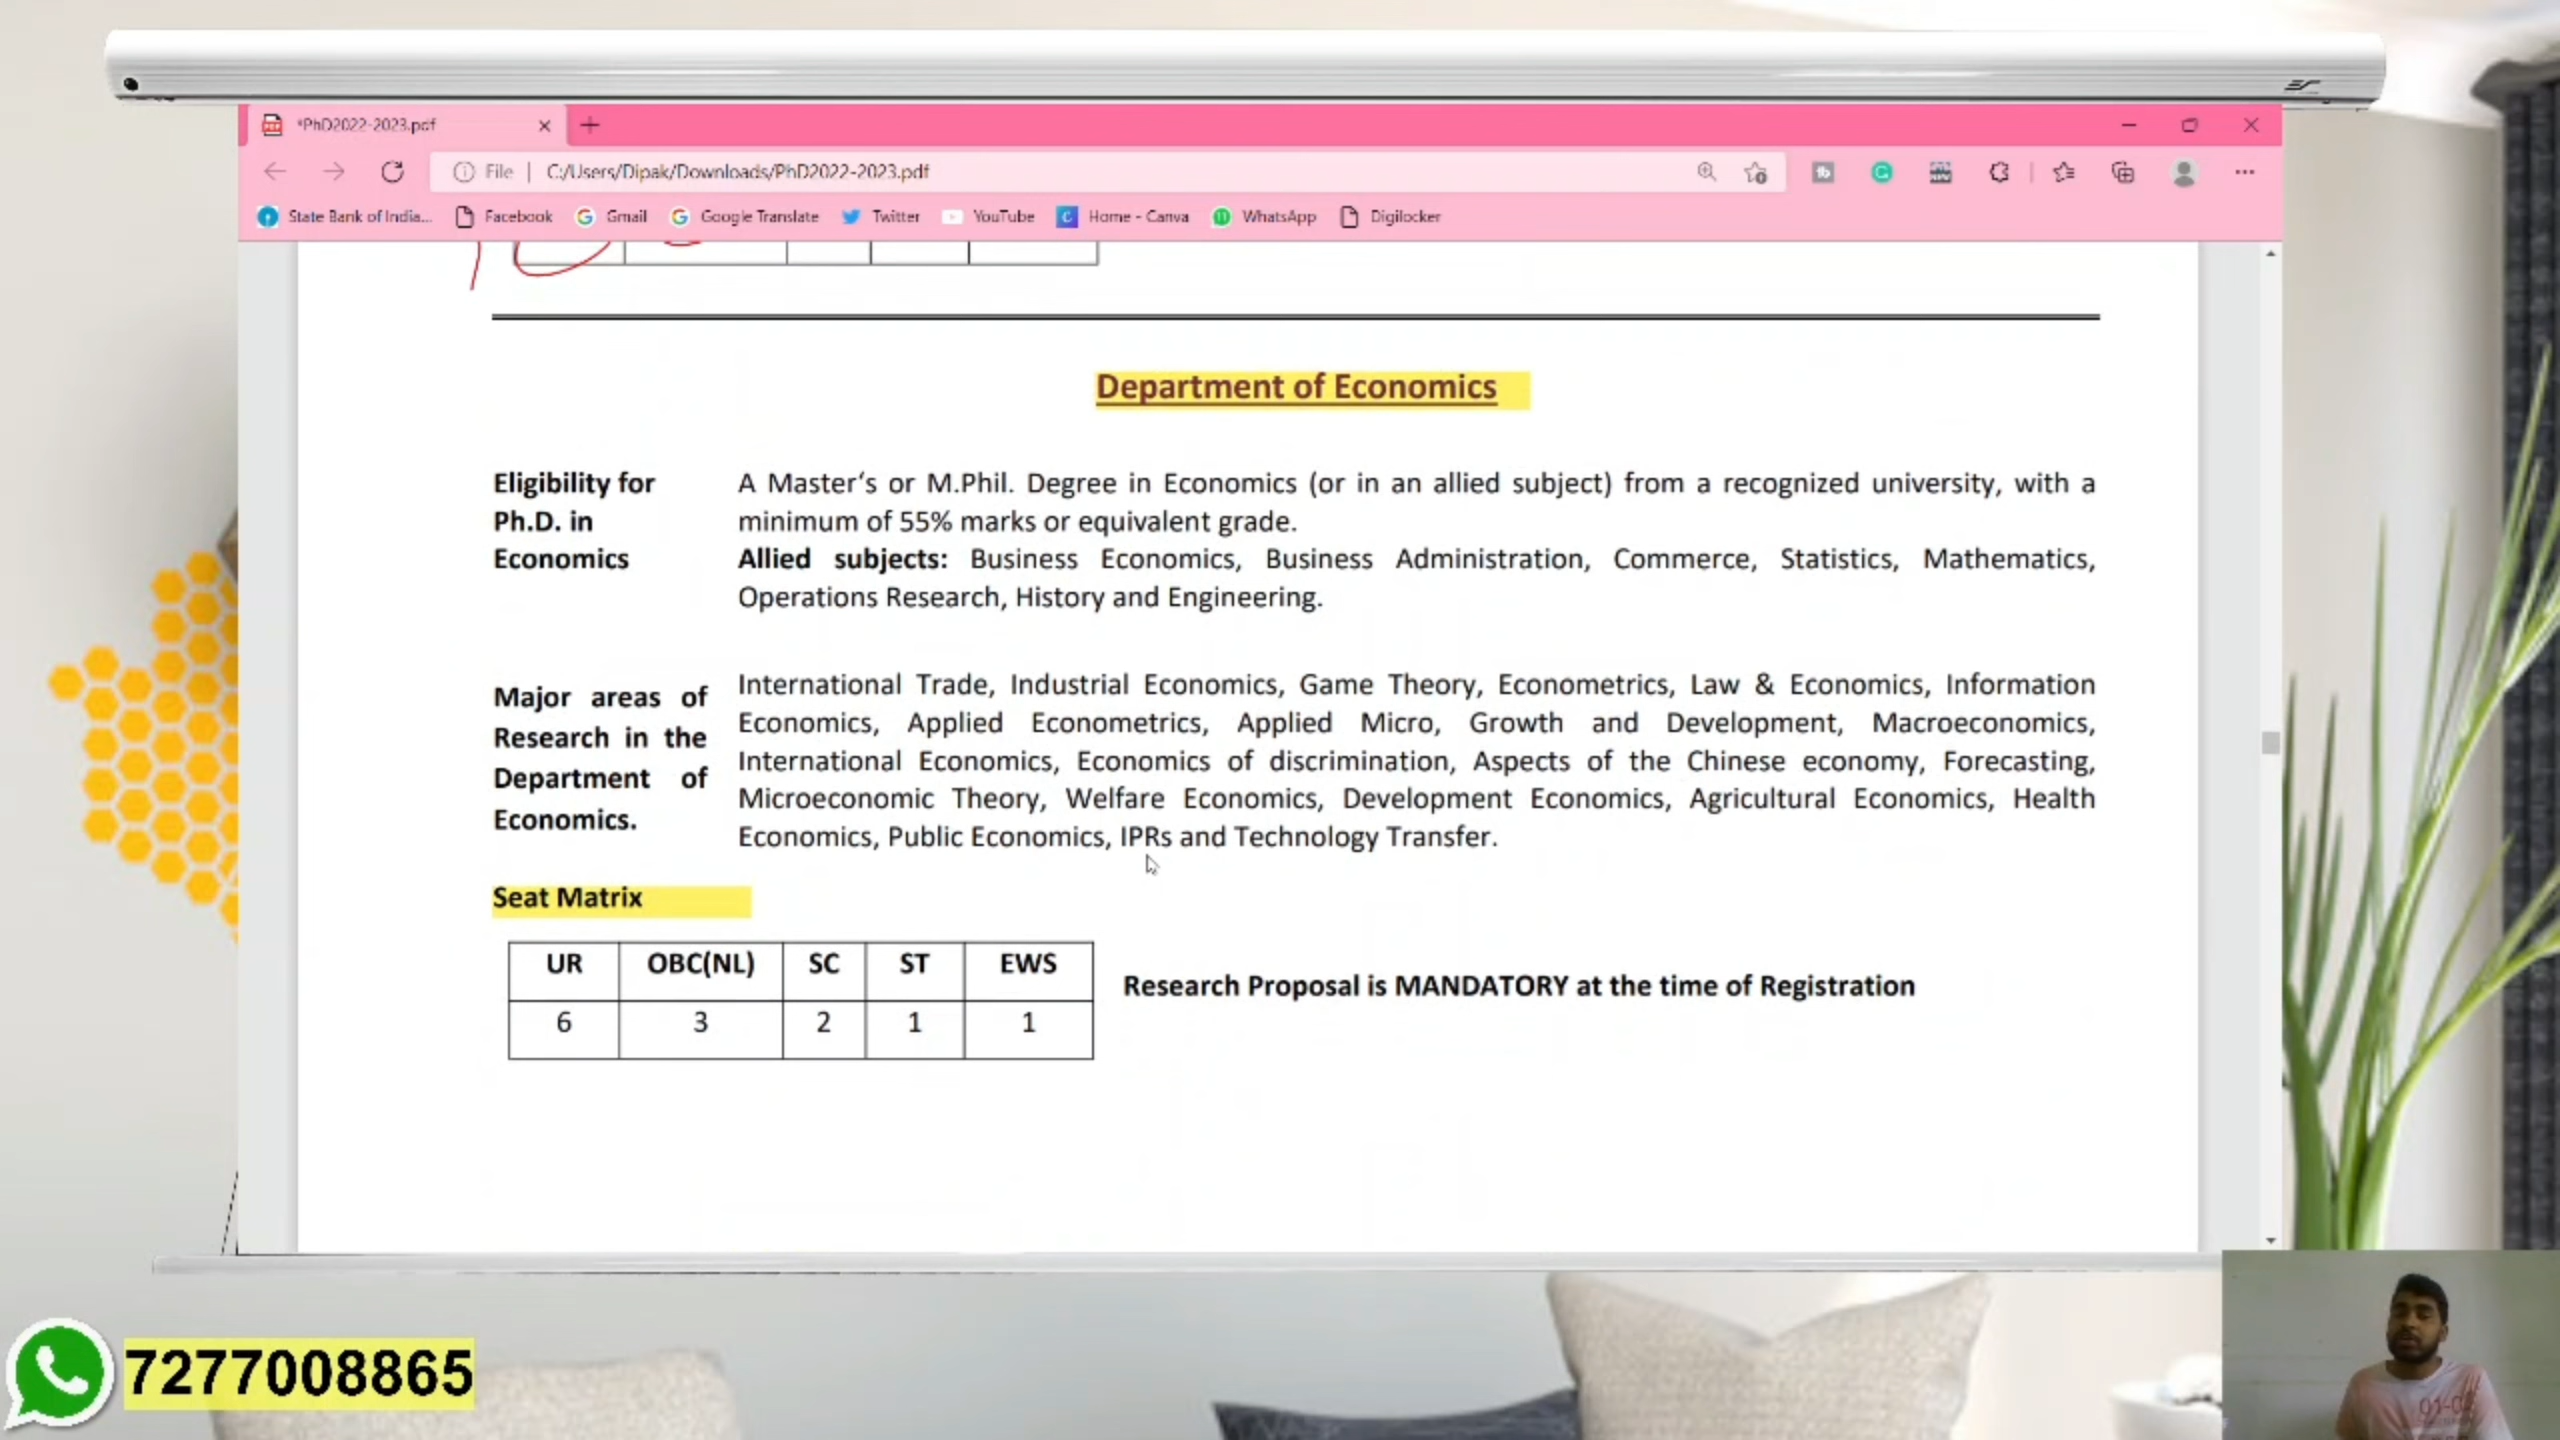 *PhD2022-2023.pdf
File | C:/Users/Dipak/Downloads/PhD2022-2023.pdf
State Bank of India... Facebook Gmail Google Translate Twitter YouTube Home - Canva WhatsApp Digilocker
Department of Economics
Eligibility for
Ph.D. in
Economics
A Master‘s or M.Phil. Degree in Economics (or in an allied subject) from a recognized university, with a
minimum of 55% marks or equivalent grade.
Allied subjects: Business Economics, Business Administration, Commerce, Statistics, Mathematics,
Operations Research, History and Engineering.
Major areas of
Research in the
Department of
Economics.
International Trade, Industrial Economics, Game Theory, Econometrics, Law & Economics, Information
Economics, Applied Econometrics, Applied Micro, Growth and Development, Macroeconomics,
International Economics, Economics of discrimination, Aspects of the Chinese economy, Forecasting,
Microeconomic Theory, Welfare Economics, Development Economics, Agricultural Economics, Health
Economics, Public Economics, IPRs and Technology Transfer.
Seat Matrix
UR OBC(NL) SC ST EWS
6 3 2 1 1
Research Proposal is MANDATORY at the time of Registration
7277008865